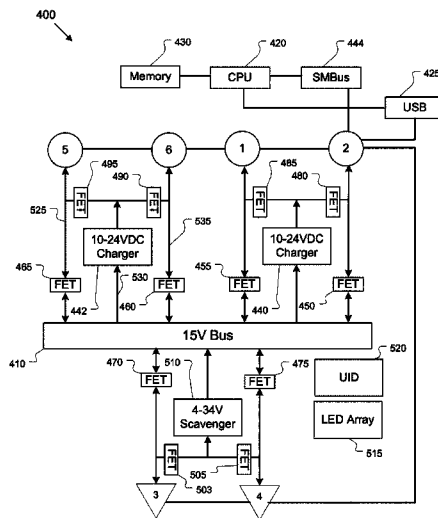 400
430
420
444
425
Memory
CPU
SMBus
USB
5
6
1
2
495
490
485
480
FET
FET
FET
FET
525
535
10-24VDC
Charger
10-24VDC
Charger
465
530
455
FET
442
460
FET
FET
440
450
FET
15V Bus
410
470
510
475
520
FET
FET
UID
4-34V
Scavenger
LED Array
FET
505
FET
515
503
3
4